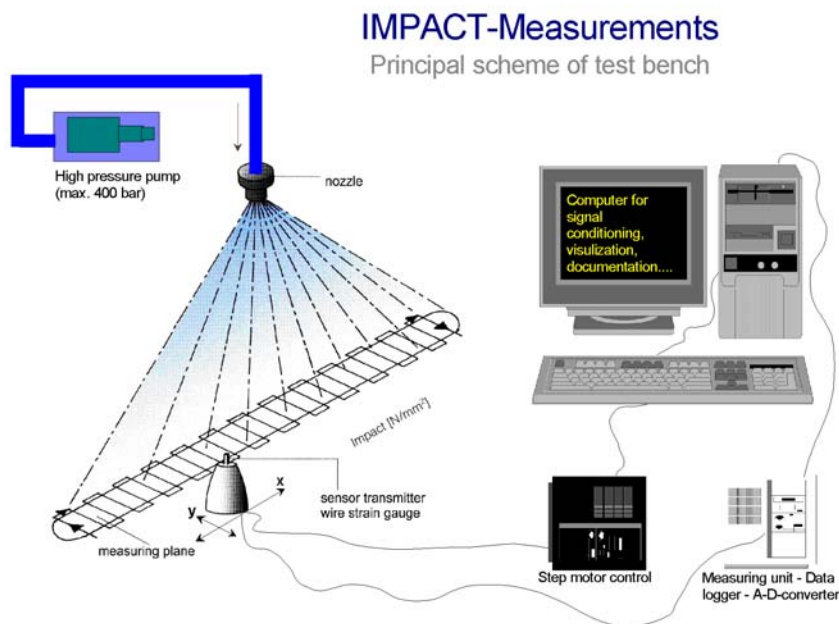 IMPACT-Measurements
Principal scheme of test bench
High pressure pump
(max. 400 bar)
nozzle
Computer for
signal
conditioning,
visulization,
documentation....
Impact [N/mm²]
x
y
sensor transmitter
wire strain gauge
measuring plane
Step motor control
Measuring unit - Data
logger - A-D-converter